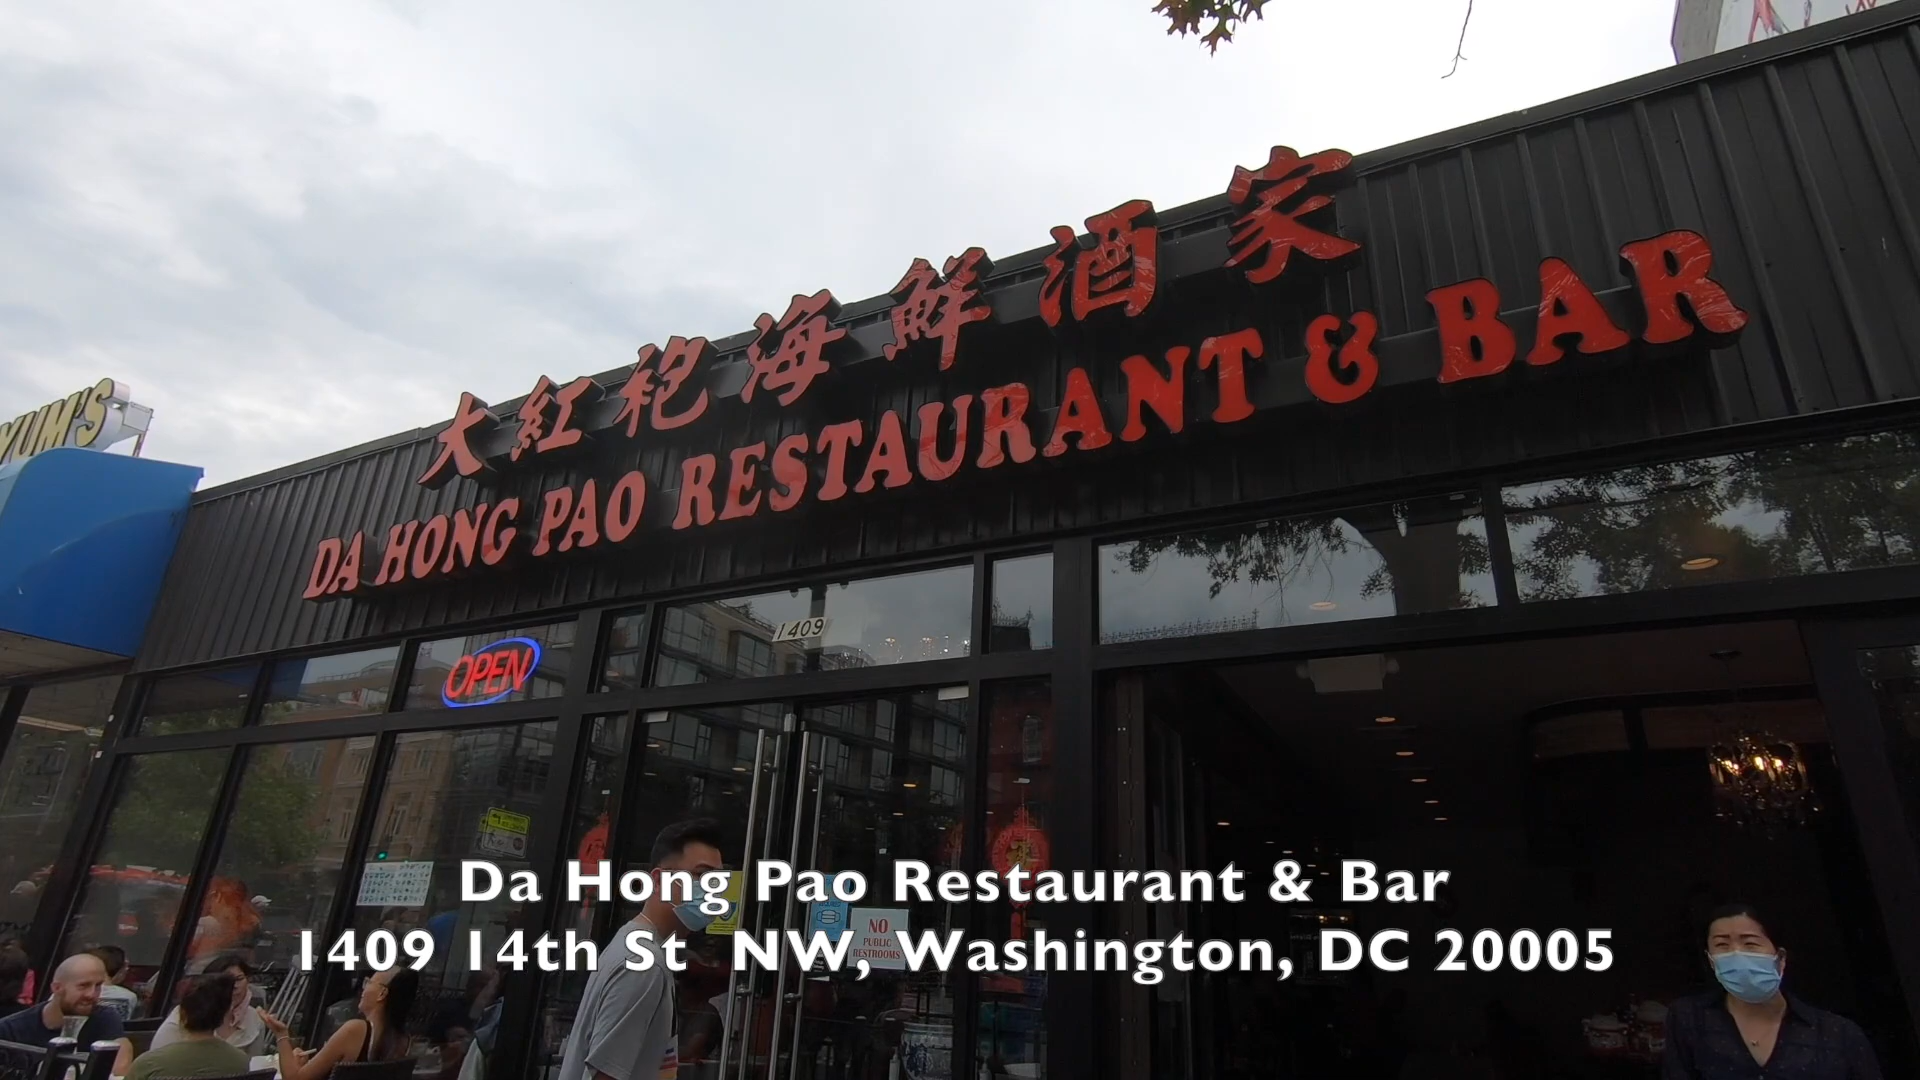 大紅袍海鮮酒家
DA HONG PAO RESTAURANT & BAR
YUM'S
1409
OPEN
NO
PUBLIC
RESTROOMS
Da Hong Pao Restaurant & Bar
1409 14th St NW, Washington, DC 20005